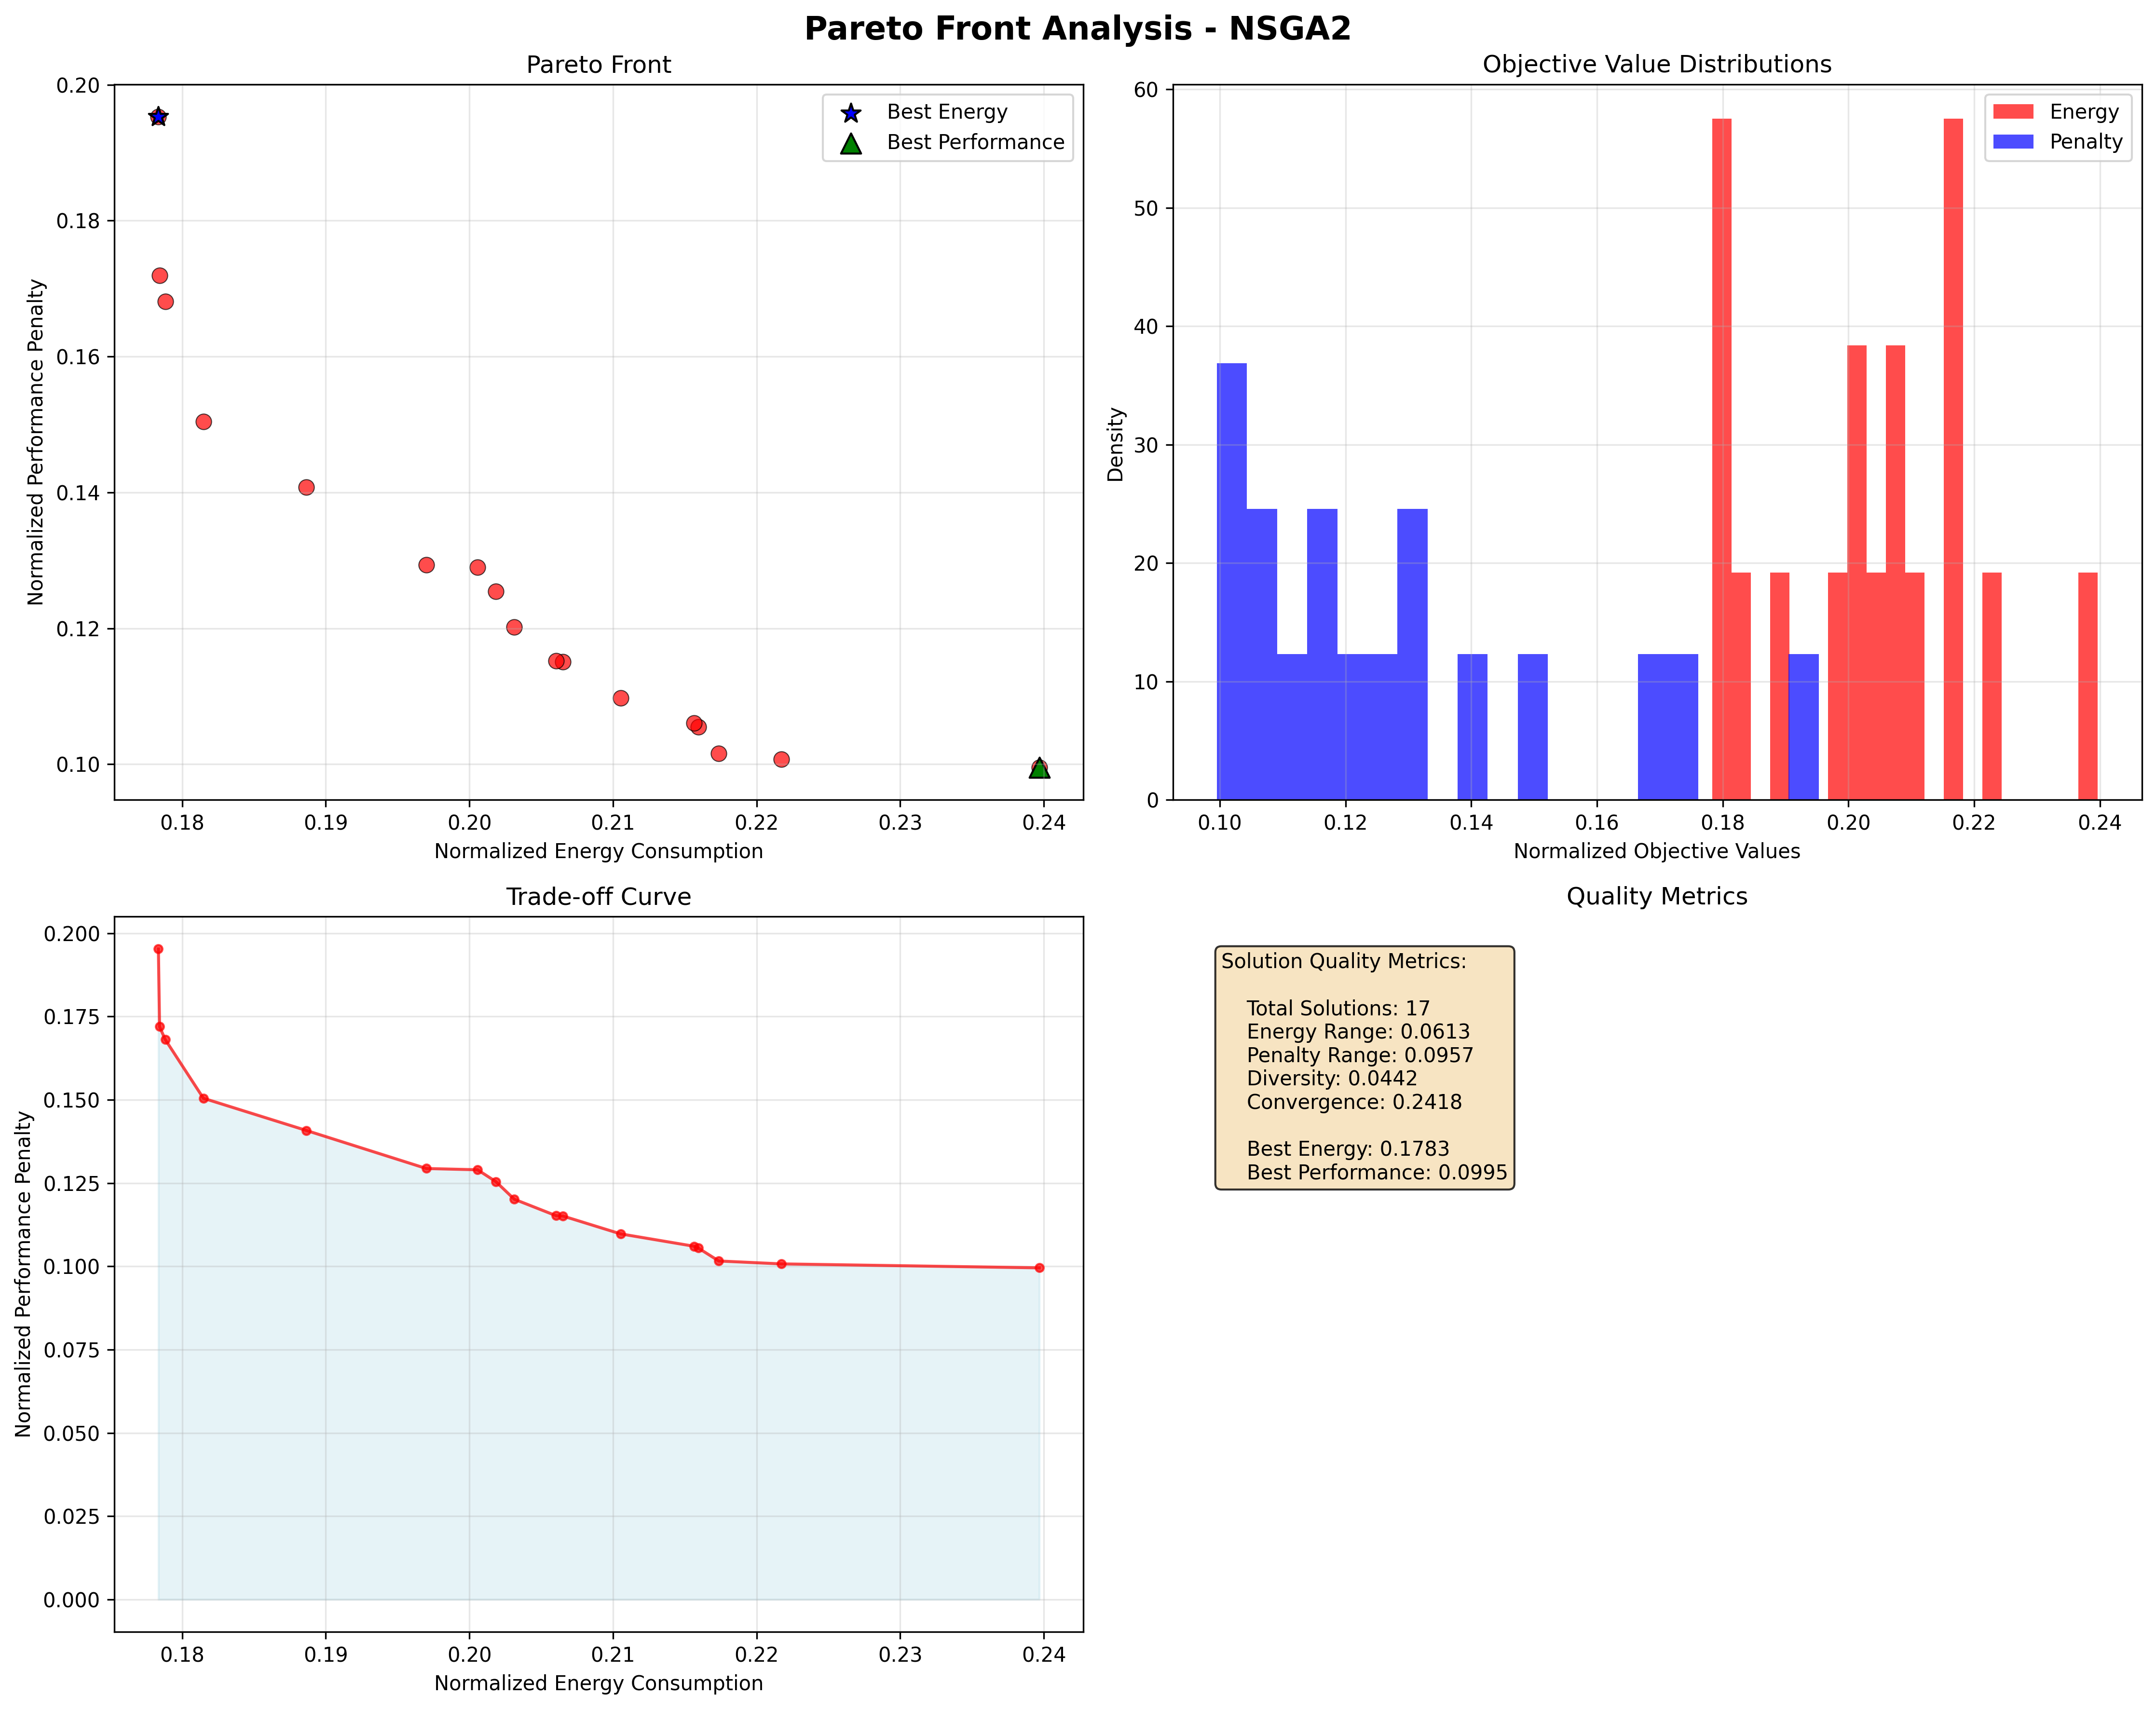 Pareto Front Analysis - NSGA2
Pareto Front
Normalized Performance Penalty
0.20
0.18
0.16
0.14
0.12
0.10
Best Energy
Best Performance
0.18 0.19 0.20 0.21 0.22 0.23 0.24
Normalized Energy Consumption
Objective Value Distributions
Density
60
50
40
30
20
10
0
Energy
Penalty
0.10 0.12 0.14 0.16 0.18 0.20 0.22 0.24
Normalized Objective Values
Trade-off Curve
Normalized Performance Penalty
0.200
0.175
0.150
0.125
0.100
0.075
0.050
0.025
0.000
0.18 0.19 0.20 0.21 0.22 0.23 0.24
Normalized Energy Consumption
Quality Metrics
Solution Quality Metrics:
Total Solutions: 17
Energy Range: 0.0613
Penalty Range: 0.0957
Diversity: 0.0442
Convergence: 0.2418
Best Energy: 0.1783
Best Performance: 0.0995